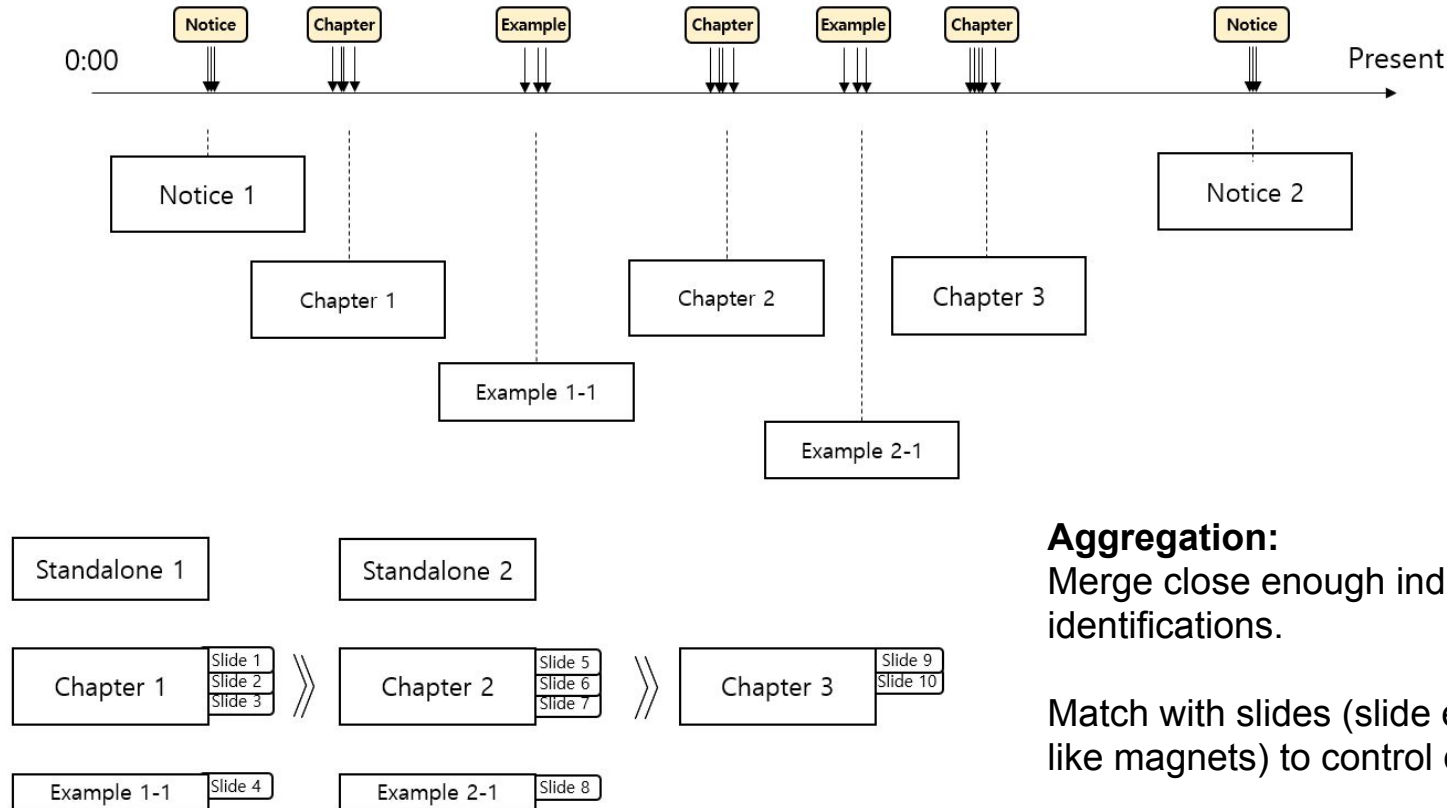 Notice
Chapter
Example
Chapter
Example
Chapter
Notice
0:00
Present
Notice 1
Notice 2
Chapter 1
Chapter 2
Chapter 3
Example 1-1
Example 2-1
Standalone 1
Standalone 2
Chapter 1
Slide 1
Slide 2
Slide 3
Chapter 2
Slide 5
Slide 6
Slide 7
Chapter 3
Slide 9
Slide 10
Example 1-1
Slide 4
Example 2-1
Slide 8
Aggregation:
Merge close enough
identifications.
Match with slides (slide
like magnets) to control